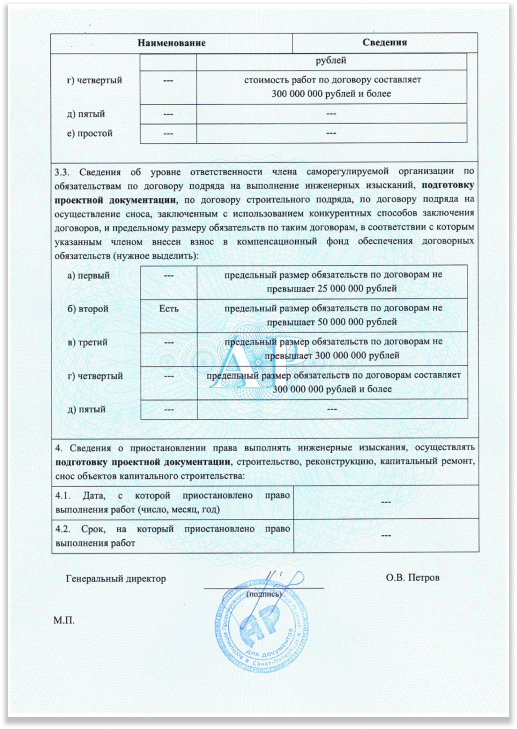 Наименование Сведения
рублей
г) четвертый --- стоимость работ по договору составляет
300 000 000 рублей и более
д) пятый --- ---
е) простой --- ---
3.3. Сведения об уровне ответственности члена саморегулируемой организации по
обязательствам по договору подряда на выполнение инженерных изысканий, подготовку
проектной документации, по договору строительного подряда, по договору подряда на
осуществление сноса, заключенным с использованием конкурентных способов заключения
договоров, и предельному размеру обязательств по таким договорам, в соответствии с которым
указанным членом внесен взнос в компенсационный фонд обеспечения договорных
обязательств (нужное выделить):
а) первый --- предельный размер обязательств по договорам не
превышает 25 000 000 рублей
б) второй Есть предельный размер обязательств по договорам не
превышает 50 000 000 рублей
в) третий --- предельный размер обязательств по договорам не
превышает 300 000 000 рублей
АР
г) четвертый --- предельный размер обязательств по договорам составляет
300 000 000 рублей и более
д) пятый --- ---
4. Сведения о приостановлении права выполнять инженерные изыскания, осуществлять
подготовку проектной документации, строительство, реконструкцию, капитальный ремонт,
снос объектов капитального строительства:
4.1. Дата, с которой приостановлено право
выполнения работ (число, месяц, год) ---
4.2. Срок, на который приостановлено право
выполнения работ ---
Генеральный директор О.В. Петров
(подпись)
М.П.
АР
для документов
Санкт-Петербург